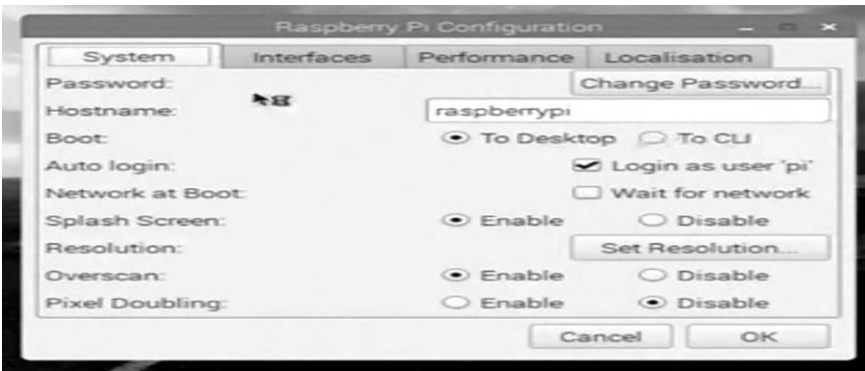 Raspberry Pi Configuration
System Interfaces Performance Localisation
Password: Change Password...
Hostname: raspberrypi
Boot: To Desktop To CLI
Auto login: Login as user 'pi'
Network at Boot: Wait for network
Splash Screen: Enable Disable
Resolution: Set Resolution...
Overscan: Enable Disable
Pixel Doubling: Enable Disable
Cancel OK